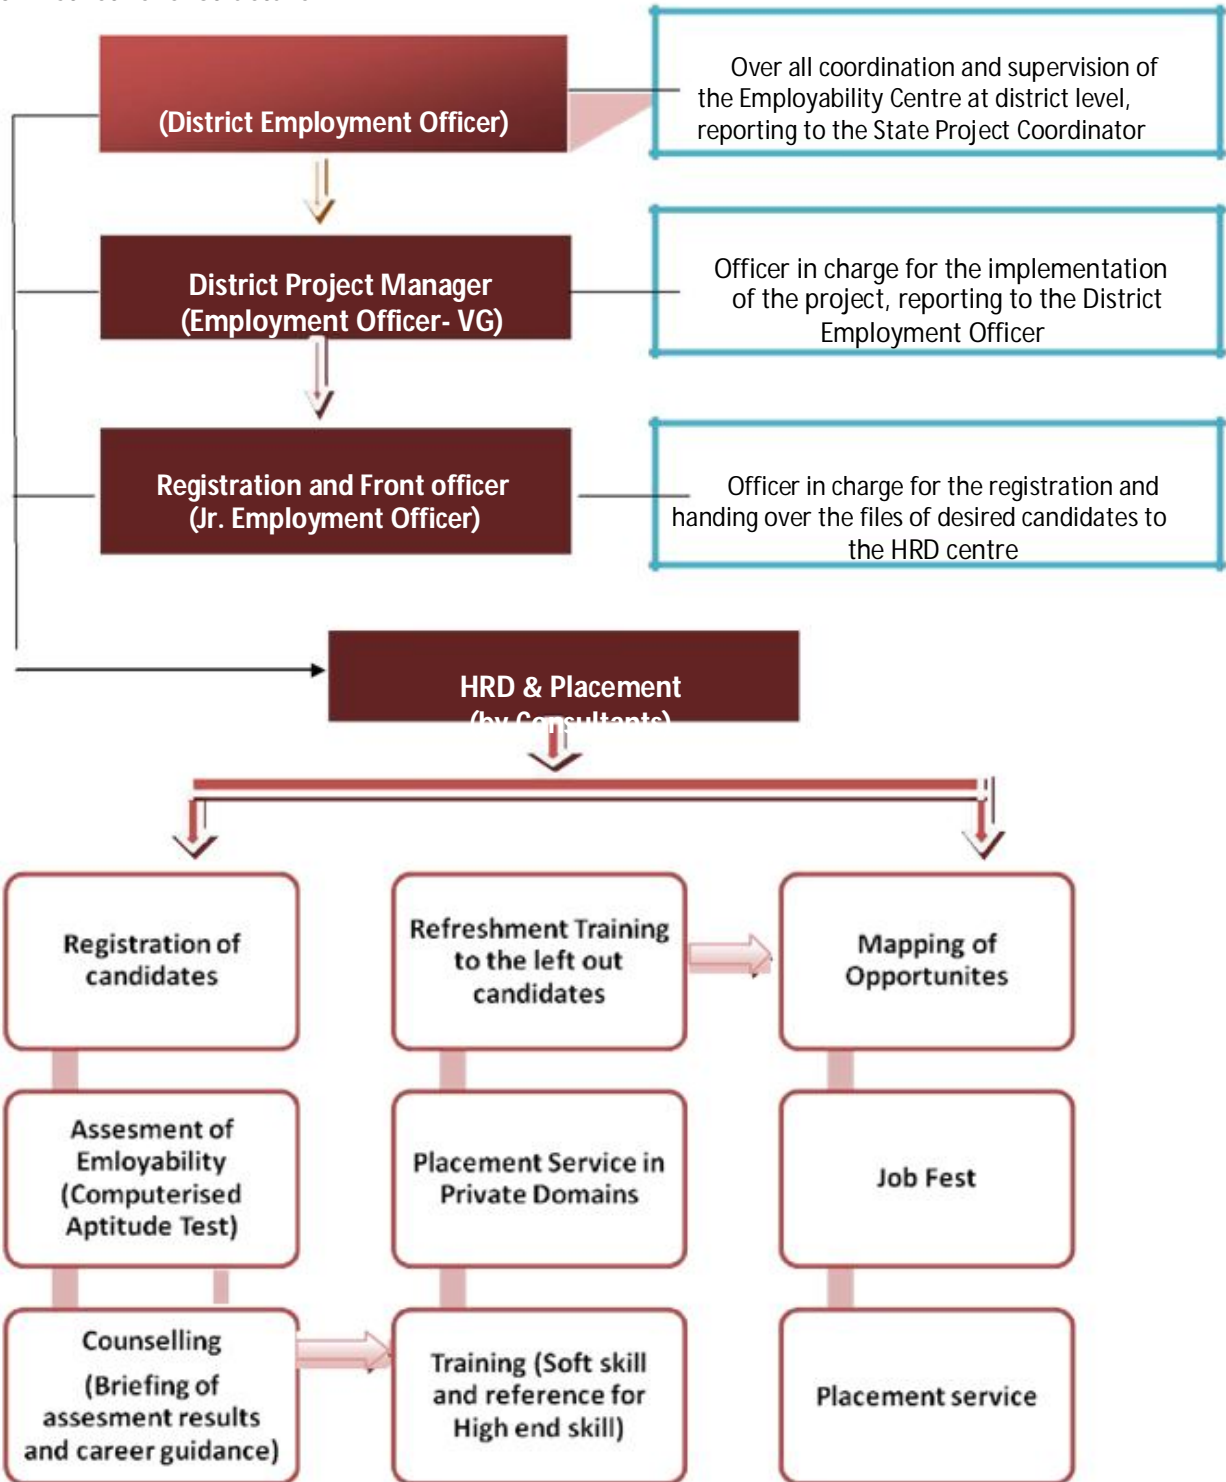 (District Employment Officer)
Over all coordination and supervision of
the Employability Centre at district level,
reporting to the State Project Coordinator
District Project Manager
(Employment Officer- VG)
Officer in charge for the implementation
of the project, reporting to the District
Employment Officer
Registration and Front officer
(Jr. Employment Officer)
Officer in charge for the registration and
handing over the files of desired candidates to
the HRD centre
HRD & Placement
(by Consultants)
Registration of
candidates
Refreshment Training
to the left out
candidates
Mapping of
Opportunites
Assesment of
Emloyability
(Computerised
Aptitude Test)
Placement Service in
Private Domains
Job Fest
Counselling
(Briefing of
assesment results
and career guidance)
Training (Soft skill
and reference for
High end skill)
Placement service